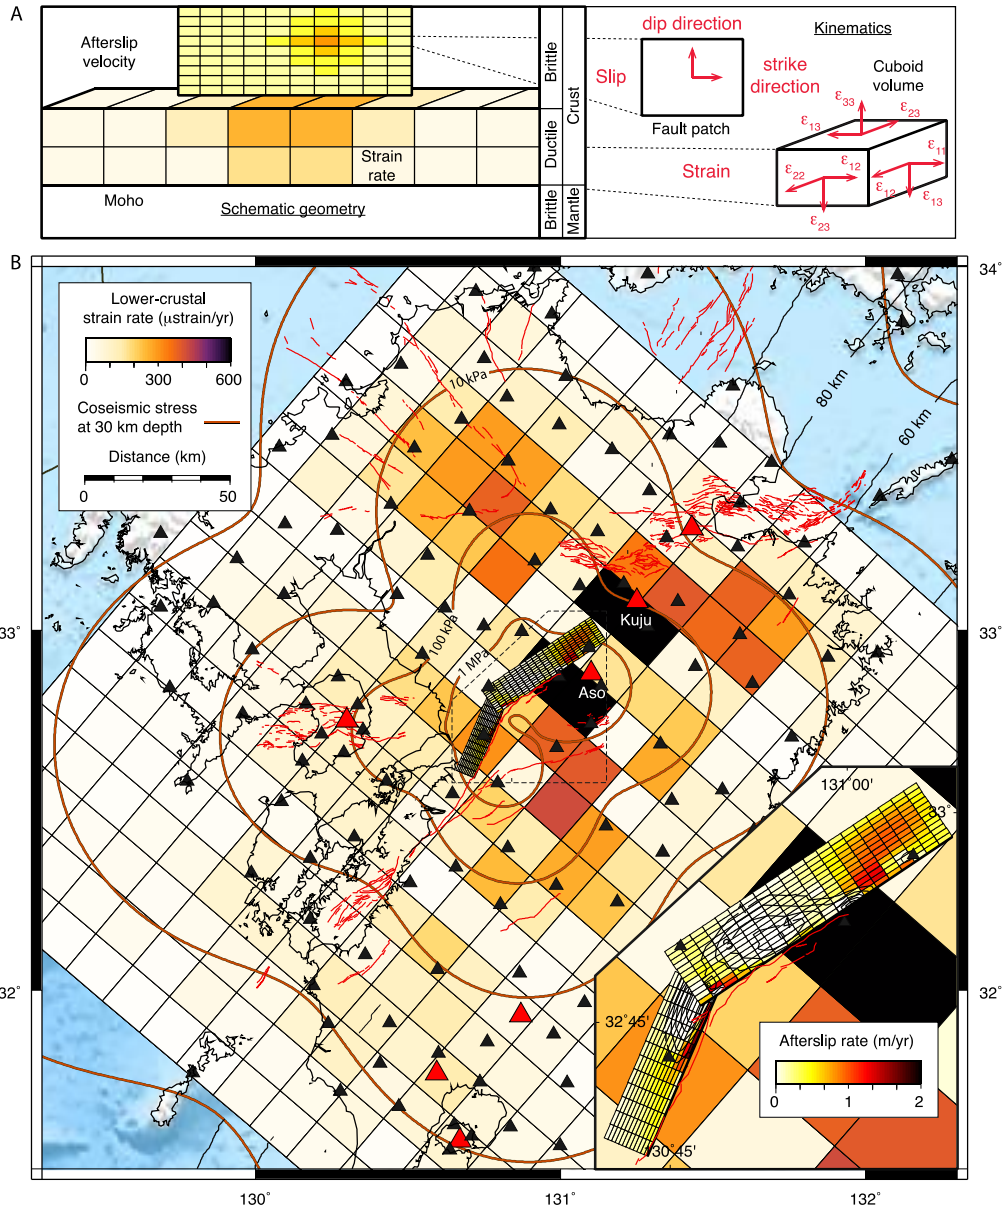 A
Afterslip
velocity
Strain
rate
Moho
Schematic geometry
Brittle
Ductile
Brittle
Crust
Mantle
dip direction
Kinematics
Slip
strike
direction
Fault patch
Cuboid
volume
Strain
ε33
ε23
ε13
ε11
ε22
ε12
ε12
ε13
ε23
B
Lower-crustal
strain rate (µstrain/yr)
0
300
600
Coseismic stress
at 30 km depth
Distance (km)
0
50
10 kPa
100 kPa
1 MPa
80 km
60 km
Kuju
Aso
34˚
33˚
33˚
32˚
32˚
130˚
131˚
132˚
131˚00'
33˚
32˚45'
130˚45'
Afterslip rate (m/yr)
0
1
2